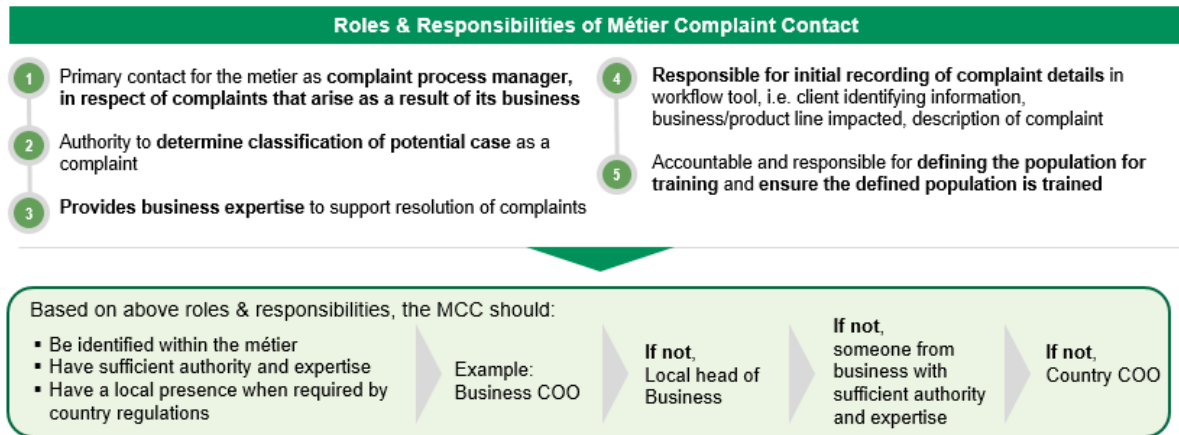 Roles & Responsibilities of Métier Complaint Contact
1
Primary contact for the metier as complaint process manager,
in respect of complaints that arise as a result of its business
2
Authority to determine classification of potential case as a
complaint
3
Provides business expertise to support resolution of complaints
4
Responsible for initial recording of complaint details in
workflow tool, i.e. client identifying information,
business/product line impacted, description of complaint
5
Accountable and responsible for defining the population for
training and ensure the defined population is trained
Based on above roles & responsibilities, the MCC should:
▪ Be identified within the métier
▪ Have sufficient authority and expertise
▪ Have a local presence when required by
country regulations
Example:
Business COO
If not,
Local head of
Business
If not,
someone from
business with
sufficient authority
and expertise
If not,
Country COO